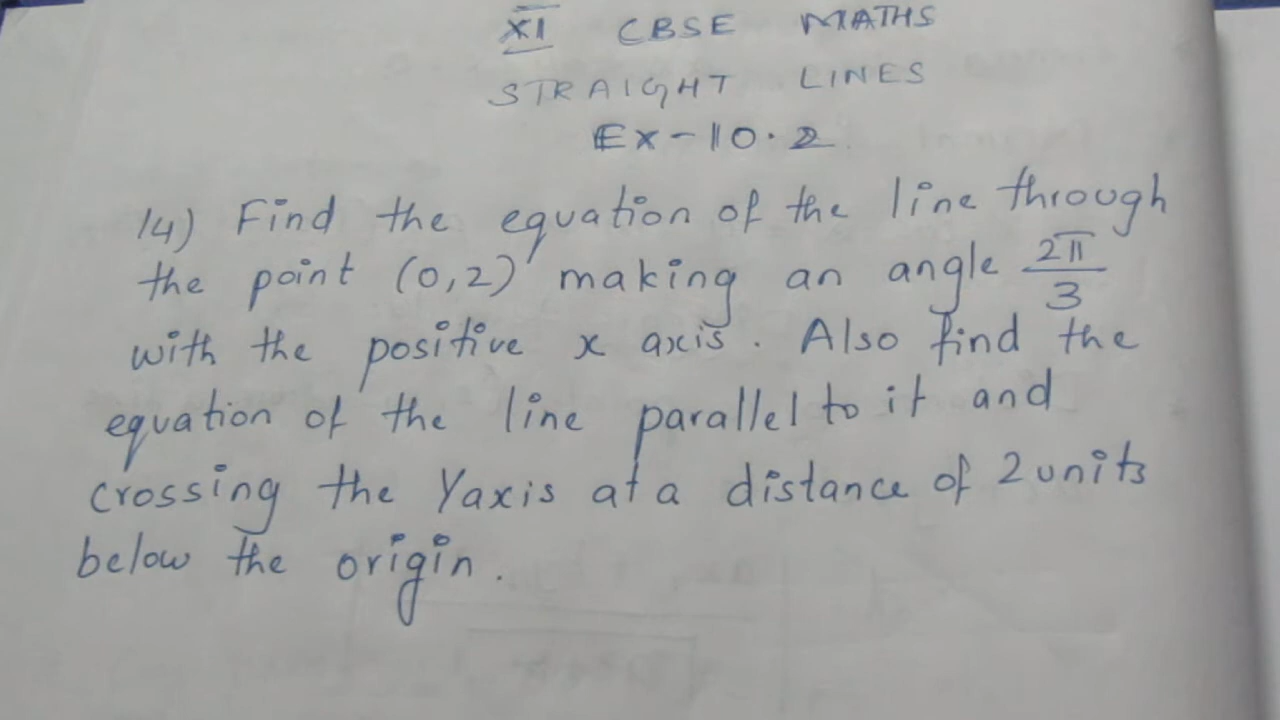 XI CBSE MATHS
STRAIGHT LINES
EX-10.2
14) Find the equation of the line through
the point (0,2) making an angle 2π/3
with the positive x axis. Also find the
equation of the line parallel to it and
crossing the Yaxis at a distance of 2 units
below the origin.